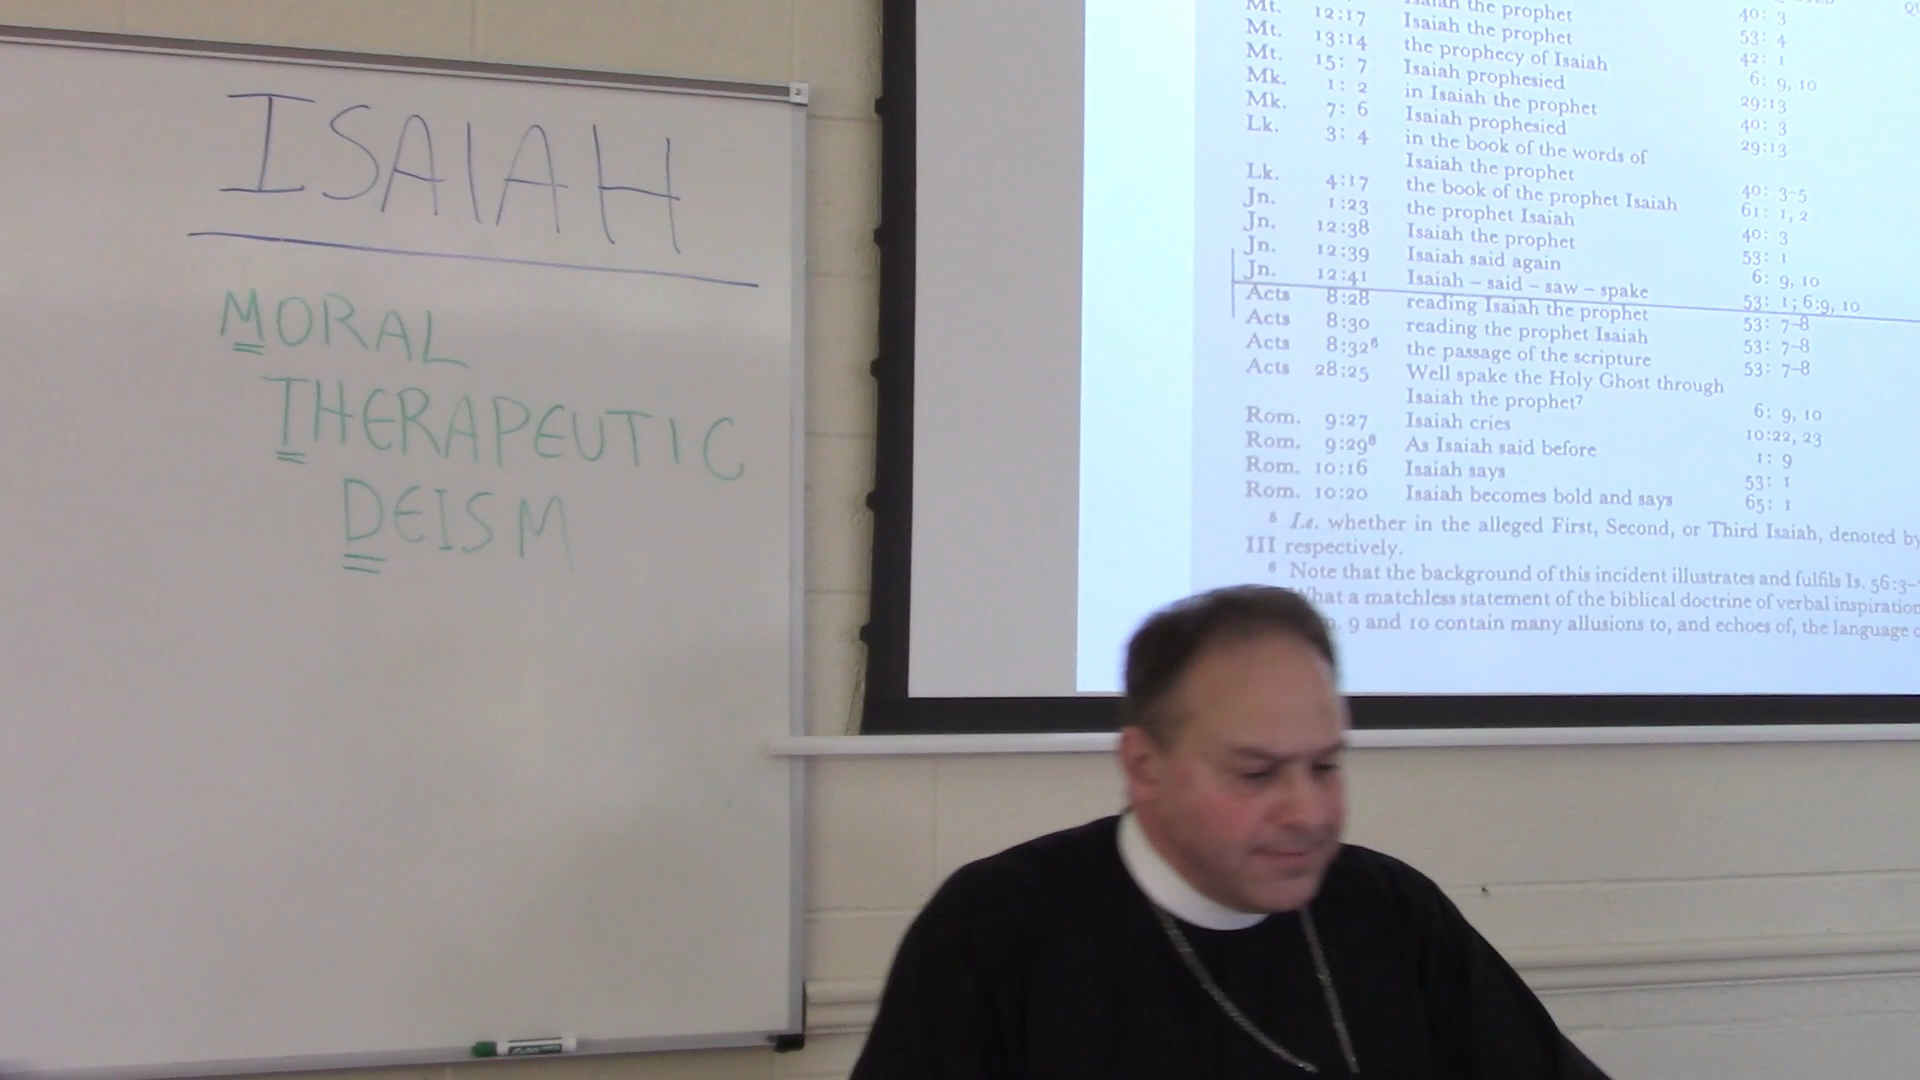 ISAIAH
MORAL
THERAPEUTIC
DEISM
40: 3
the prophet 53: 4
Mt. 12:17 Isaiah the prophet 42: 1
Mt. 13:14 the prophecy of Isaiah 6: 9, 10
Mt. 15: 7 Isaiah prophesied 29:13
Mk. 1: 2 in Isaiah the prophet 40: 3
Mk. 7: 6 Isaiah prophesied 29:13
Lk. 3: 4 in the book of the words of
Isaiah the prophet 40: 3-5
Lk. 4:17 the book of the prophet Isaiah 61: 1, 2
Jn. 1:23 the prophet Isaiah 40: 3
Jn. 12:38 Isaiah the prophet 53: 1
Jn. 12:39 Isaiah said again 6: 9, 10
Jn. 12:41 Isaiah – said – saw – spake 53: 1; 6:9, 10
Acts 8:28 reading Isaiah the prophet 53: 7-8
Acts 8:30 reading the prophet Isaiah 53: 7-8
Acts 8:32⁶ the passage of the scripture 53: 7-8
Acts 28:25 Well spake the Holy Ghost through
Isaiah the prophet? 6: 9, 10
Rom. 9:27 Isaiah cries 10:22, 23
Rom. 9:29⁸ As Isaiah said before 1: 9
Rom. 10:16 Isaiah says 53: 1
Rom. 10:20 Isaiah becomes bold and says 65: 1
⁵ I.e. whether in the alleged First, Second, or Third Isaiah, denoted by
III respectively.
⁶ Note that the background of this incident illustrates and fulfils Is. 56:3-
What a matchless statement of the biblical doctrine of verbal inspiration
9 and 10 contain many allusions to, and echoes of, the language